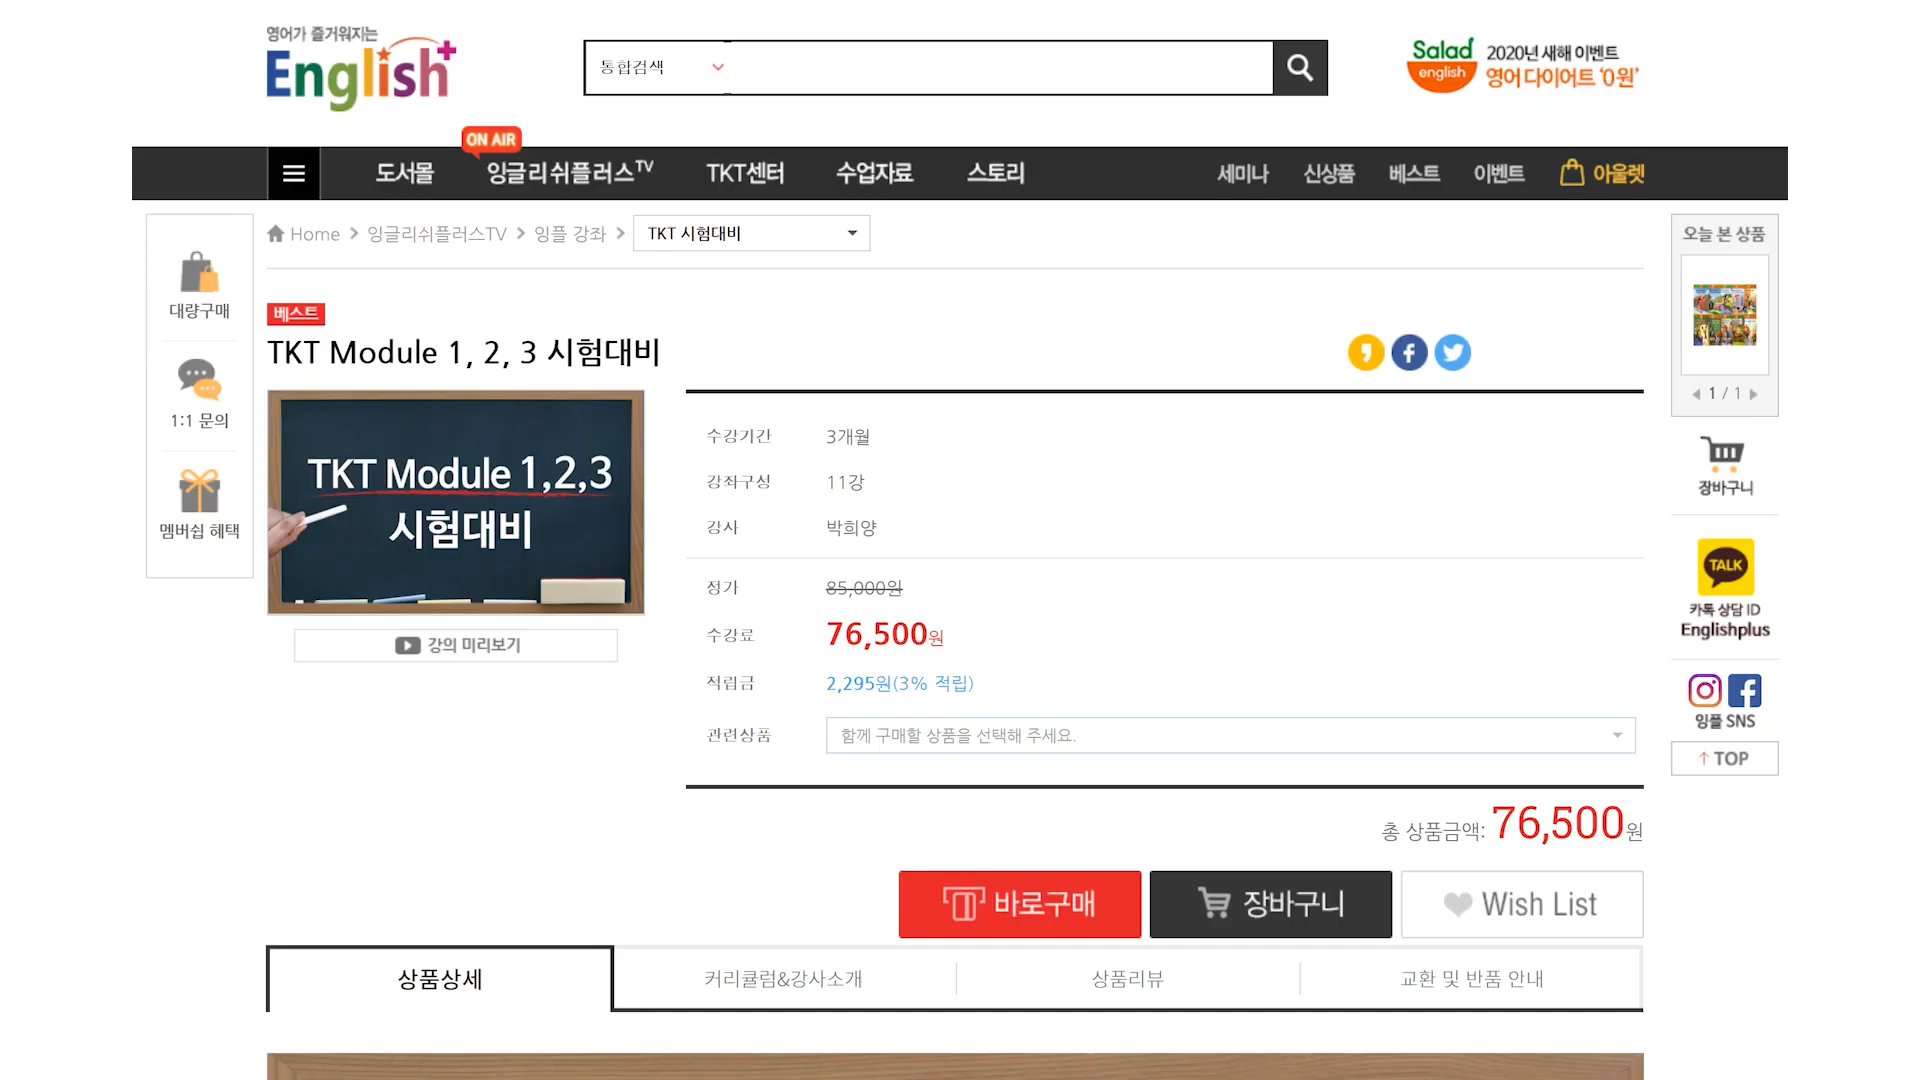 영어가 즐거워지는
English+
통합검색
Salad
english
2020년 새해 이벤트
영어 다이어트 '0원'
ON AIR
도서몰
잉글리쉬플러스TV
TKT센터
수업자료
스토리
세미나
신상품
베스트
이벤트
아울렛
대량구매
1:1 문의
멤버쉽 혜택
Home > 잉글리쉬플러스TV > 잉플 강좌 > TKT 시험대비
베스트
TKT Module 1, 2, 3 시험대비
TKT Module 1,2,3
시험대비
강의 미리보기
수강기간 3개월
강좌구성 11강
강사 박희양
정가 85,000원
수강료 76,500원
적립금 2,295원(3% 적립)
관련상품 함께 구매할 상품을 선택해 주세요.
총 상품금액: 76,500원
바로구매
장바구니
Wish List
상품상세
커리큘럼&강사소개
상품리뷰
교환 및 반품 안내
오늘 본 상품
1 / 1
장바구니
TALK
카톡 상담 ID
Englishplus
잉플 SNS
↑ TOP